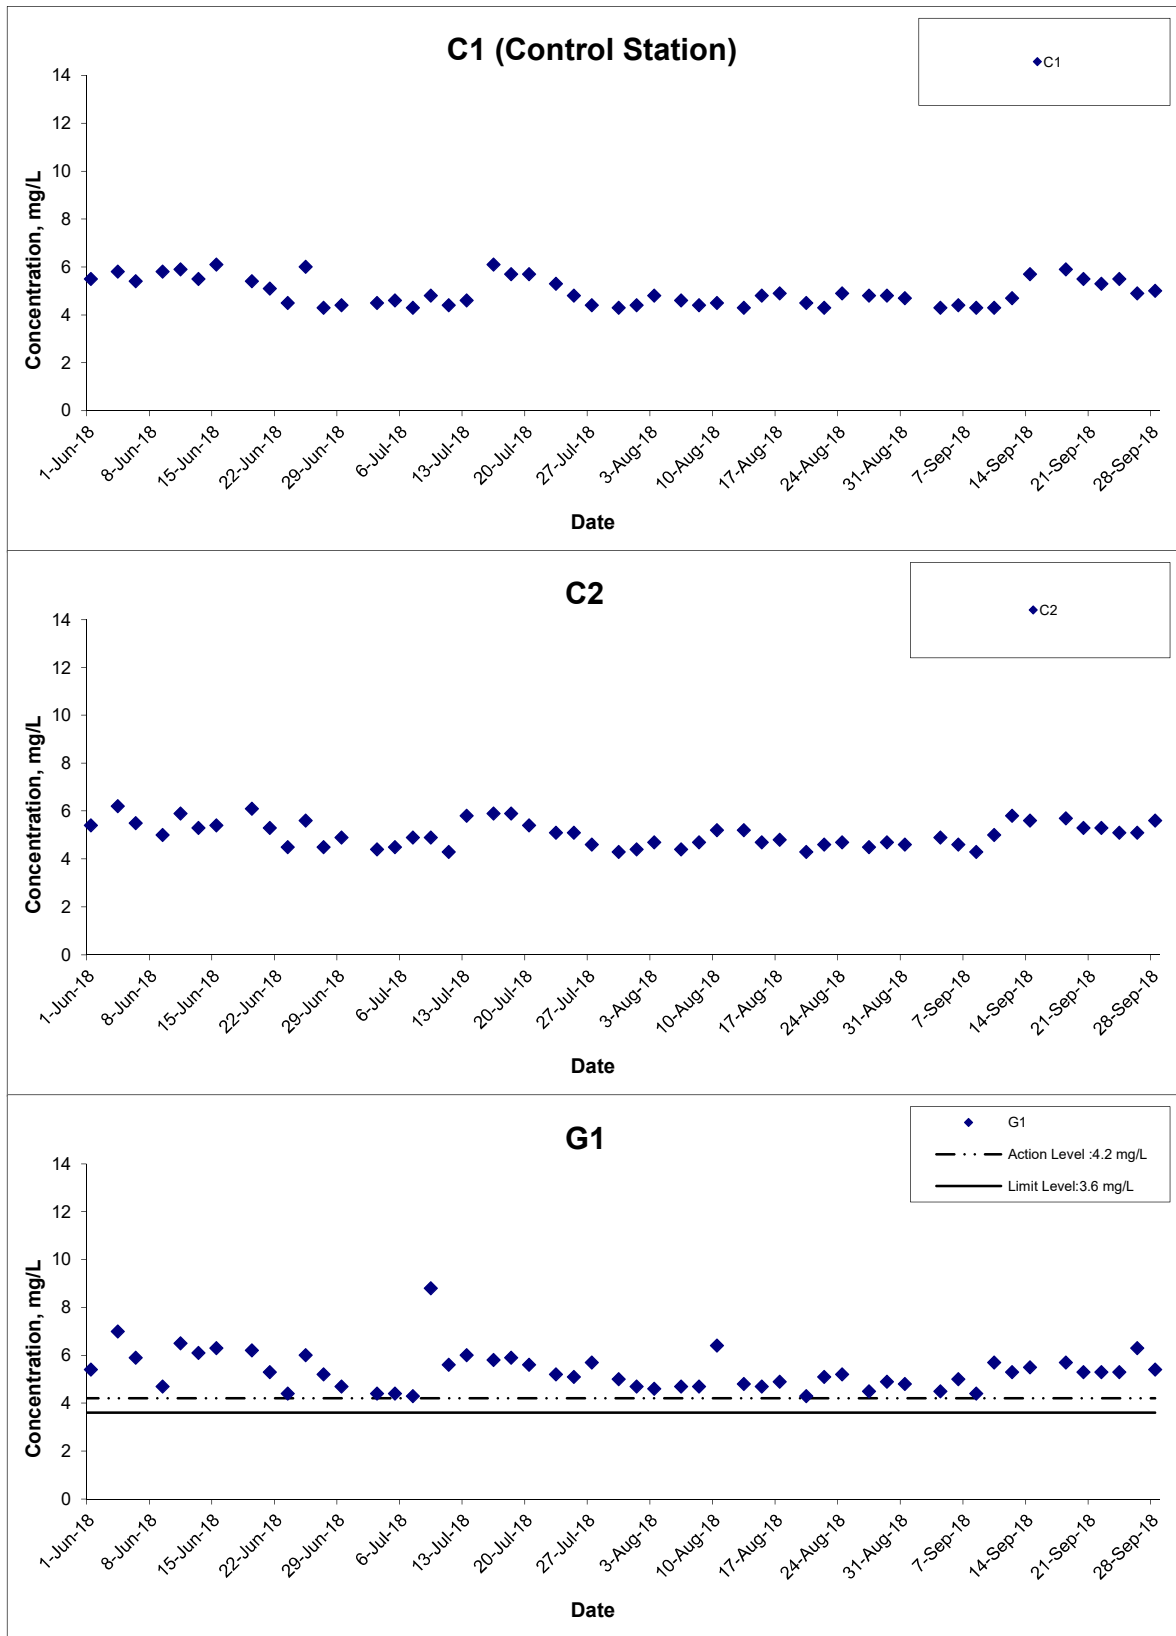 C1 (Control Station)
C1
14
12
10
8
6
4
2
0
Concentration, mg/L
1-Jun-18
8-Jun-18
15-Jun-18
22-Jun-18
29-Jun-18
6-Jul-18
13-Jul-18
20-Jul-18
27-Jul-18
3-Aug-18
10-Aug-18
17-Aug-18
24-Aug-18
31-Aug-18
7-Sep-18
14-Sep-18
21-Sep-18
28-Sep-18
Date
C2
C2
14
12
10
8
6
4
2
0
Concentration, mg/L
1-Jun-18
8-Jun-18
15-Jun-18
22-Jun-18
29-Jun-18
6-Jul-18
13-Jul-18
20-Jul-18
27-Jul-18
3-Aug-18
10-Aug-18
17-Aug-18
24-Aug-18
31-Aug-18
7-Sep-18
14-Sep-18
21-Sep-18
28-Sep-18
Date
G1
G1
Action Level :4.2 mg/L
Limit Level:3.6 mg/L
14
12
10
8
6
4
2
0
Concentration, mg/L
1-Jun-18
8-Jun-18
15-Jun-18
22-Jun-18
29-Jun-18
6-Jul-18
13-Jul-18
20-Jul-18
27-Jul-18
3-Aug-18
10-Aug-18
17-Aug-18
24-Aug-18
31-Aug-18
7-Sep-18
14-Sep-18
21-Sep-18
28-Sep-18
Date